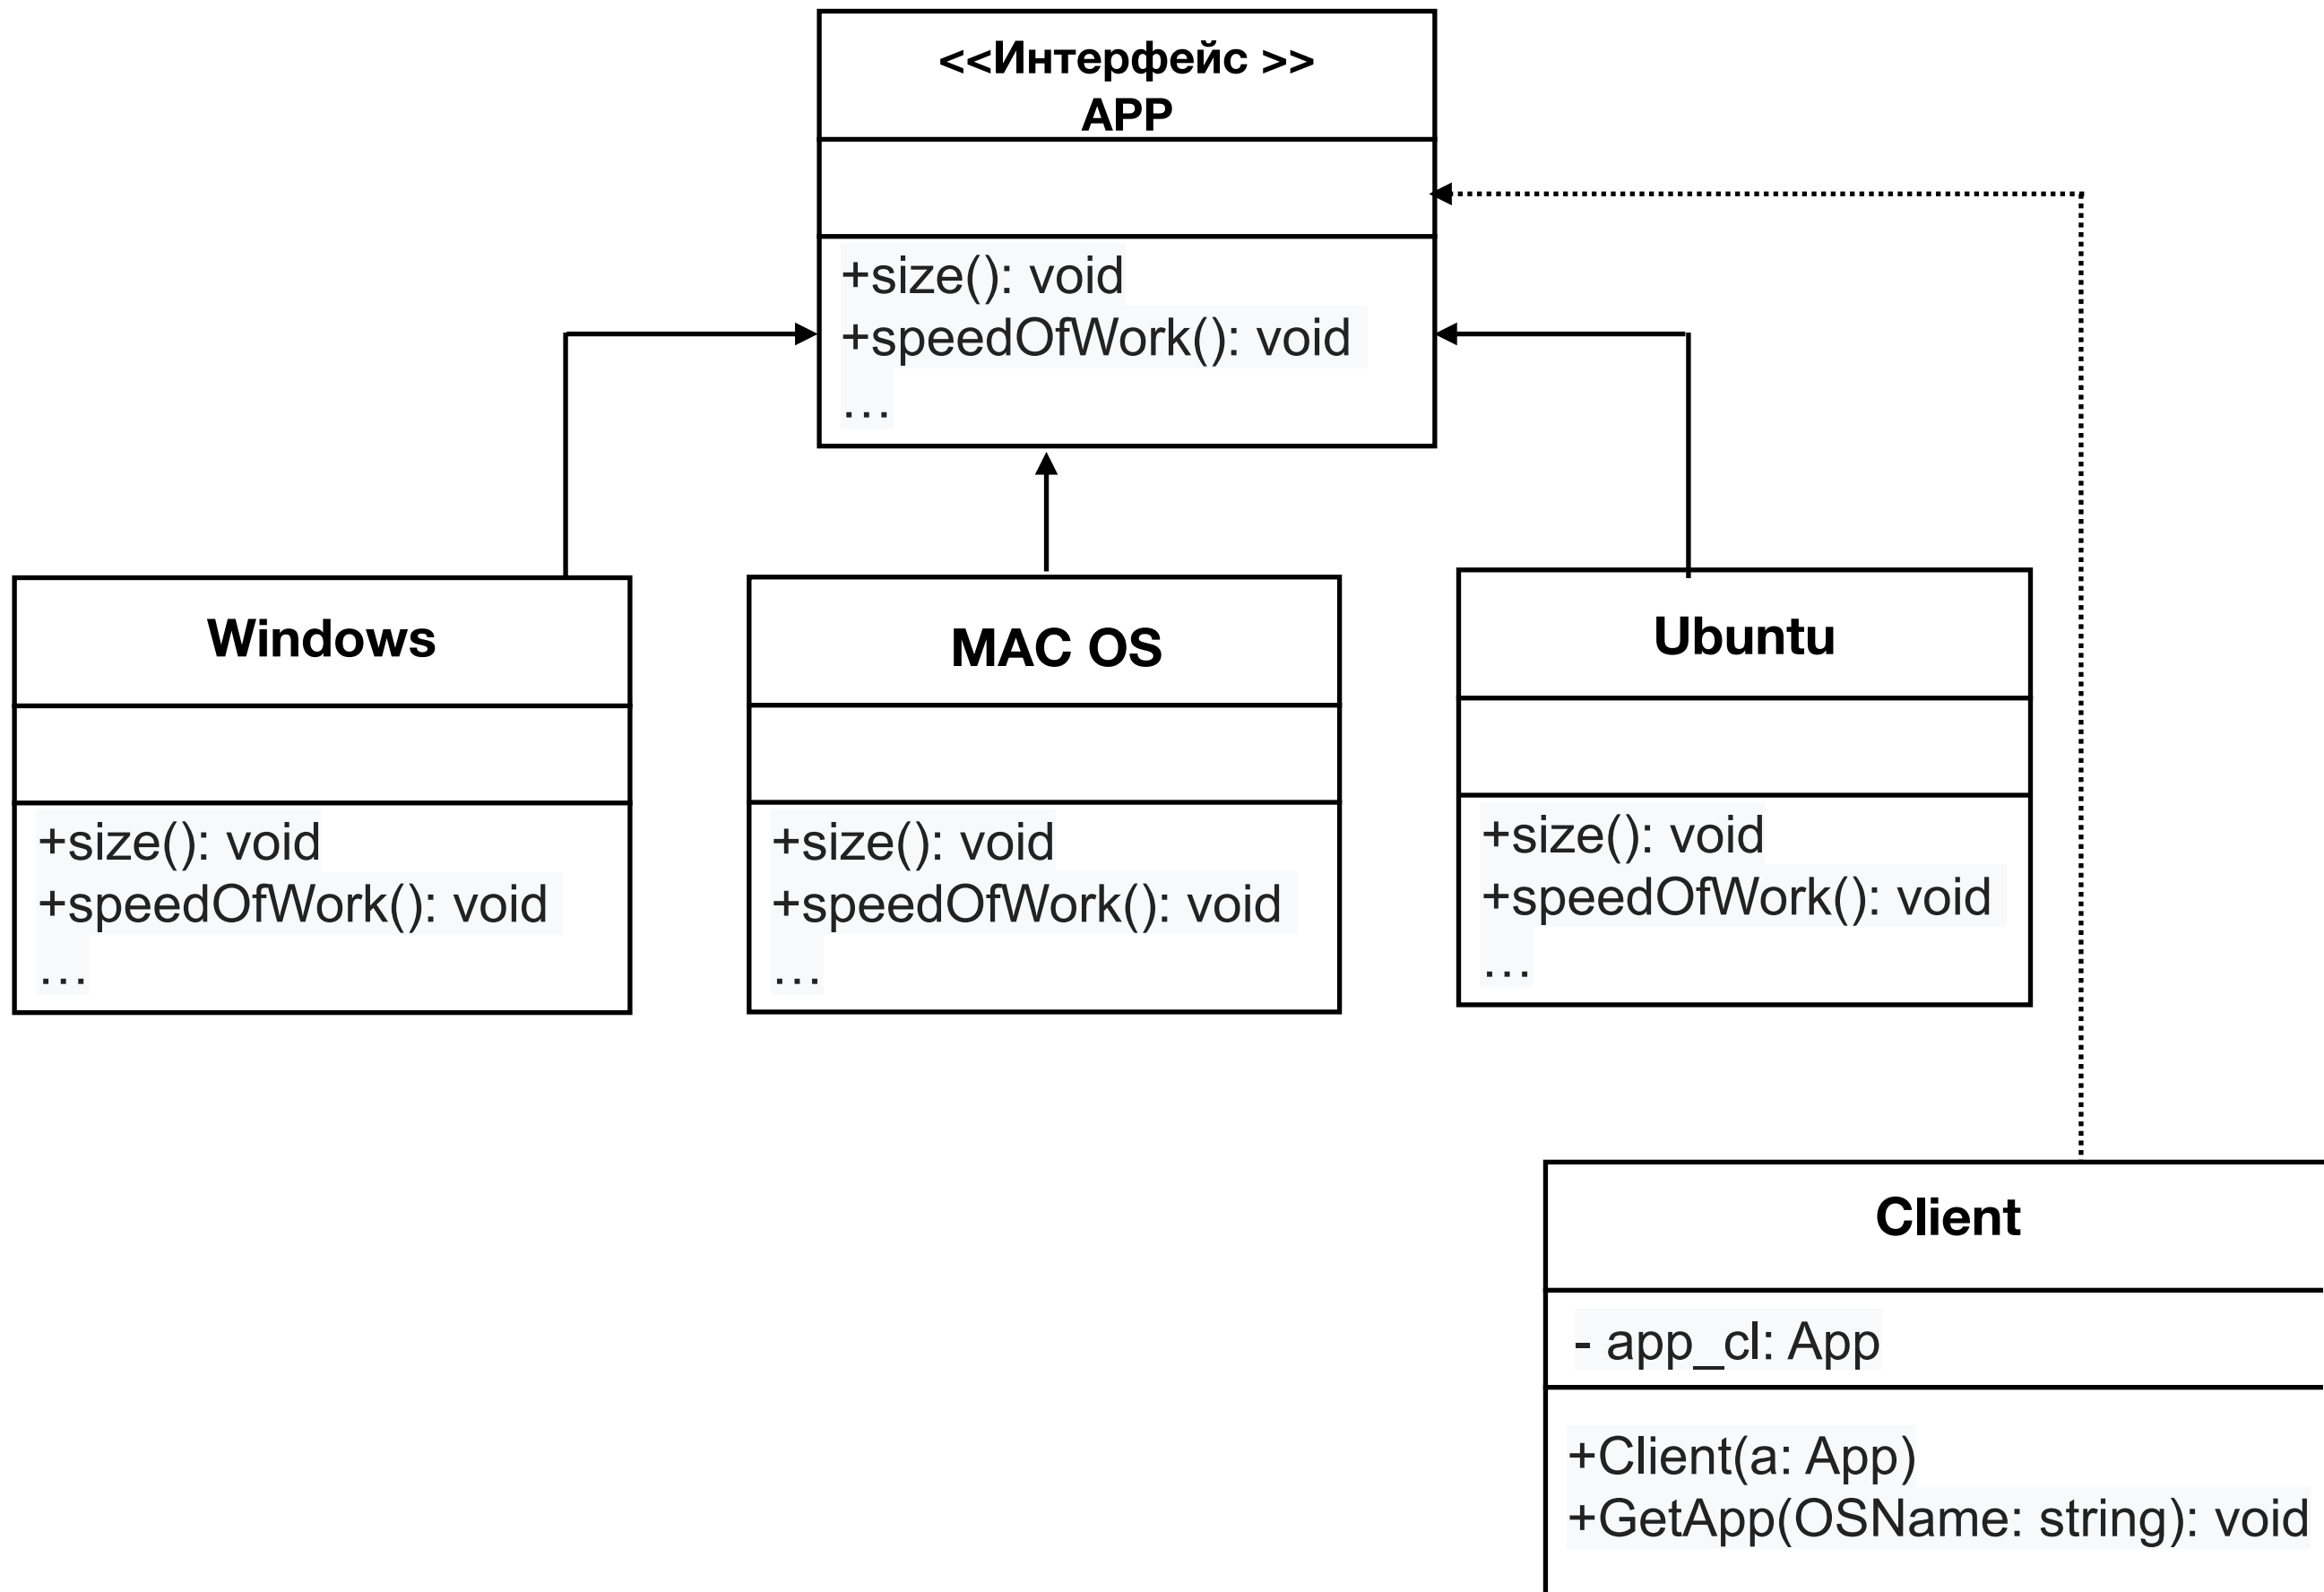 <<Интерфейс >>
APP
+size(): void
+speedOfWork(): void
...
Windows
+size(): void
+speedOfWork(): void
...
MAC OS
+size(): void
+speedOfWork(): void
...
Ubuntu
+size(): void
+speedOfWork(): void
...
Client
- app_cl: App
+Client(a: App)
+GetApp(OSName: string): void